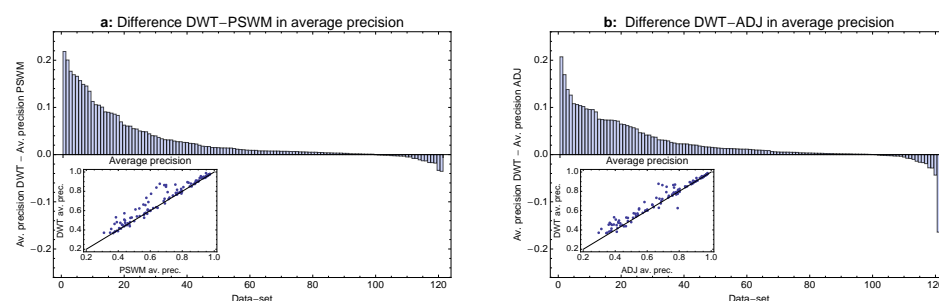 a: Difference DWT−PSWM in average precision
Av. precision DWT − Av. precision PSWM
0.2
0.1
0.0
−0.1
−0.2
0 20 40 60 80 100 120
Data−set
Average precision
DWT av. prec.
1.0
0.8
0.6
0.4
0.2
0.2 0.4 0.6 0.8 1.0
PSWM av. prec.
b: Difference DWT−ADJ in average precision
Av. precision DWT − Av. precision ADJ
0.2
0.1
0.0
−0.1
−0.2
0 20 40 60 80 100 120
Data−set
Average precision
DWT av. prec.
1.0
0.8
0.6
0.4
0.2
0.2 0.4 0.6 0.8 1.0
ADJ av. prec.